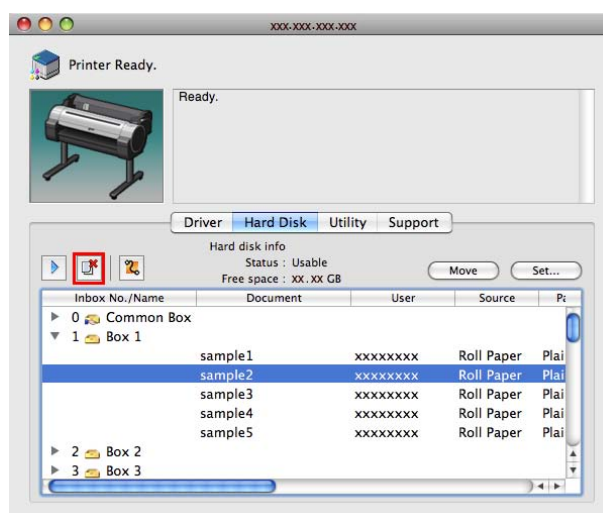 xxx-xxx-xxx-xxx
Printer Ready.
Ready.
Driver Hard Disk Utility Support
Hard disk info
Status : Usable
Free space : XX.XX GB
Move Set...
Inbox No./Name Document User Source Pa
0 Common Box
1 Box 1
sample1 xxxxxxxx Roll Paper Plai
sample2 xxxxxxxx Roll Paper Plai
sample3 xxxxxxxx Roll Paper Plai
sample4 xxxxxxxx Roll Paper Plai
sample5 xxxxxxxx Roll Paper Plai
2 Box 2
3 Box 3